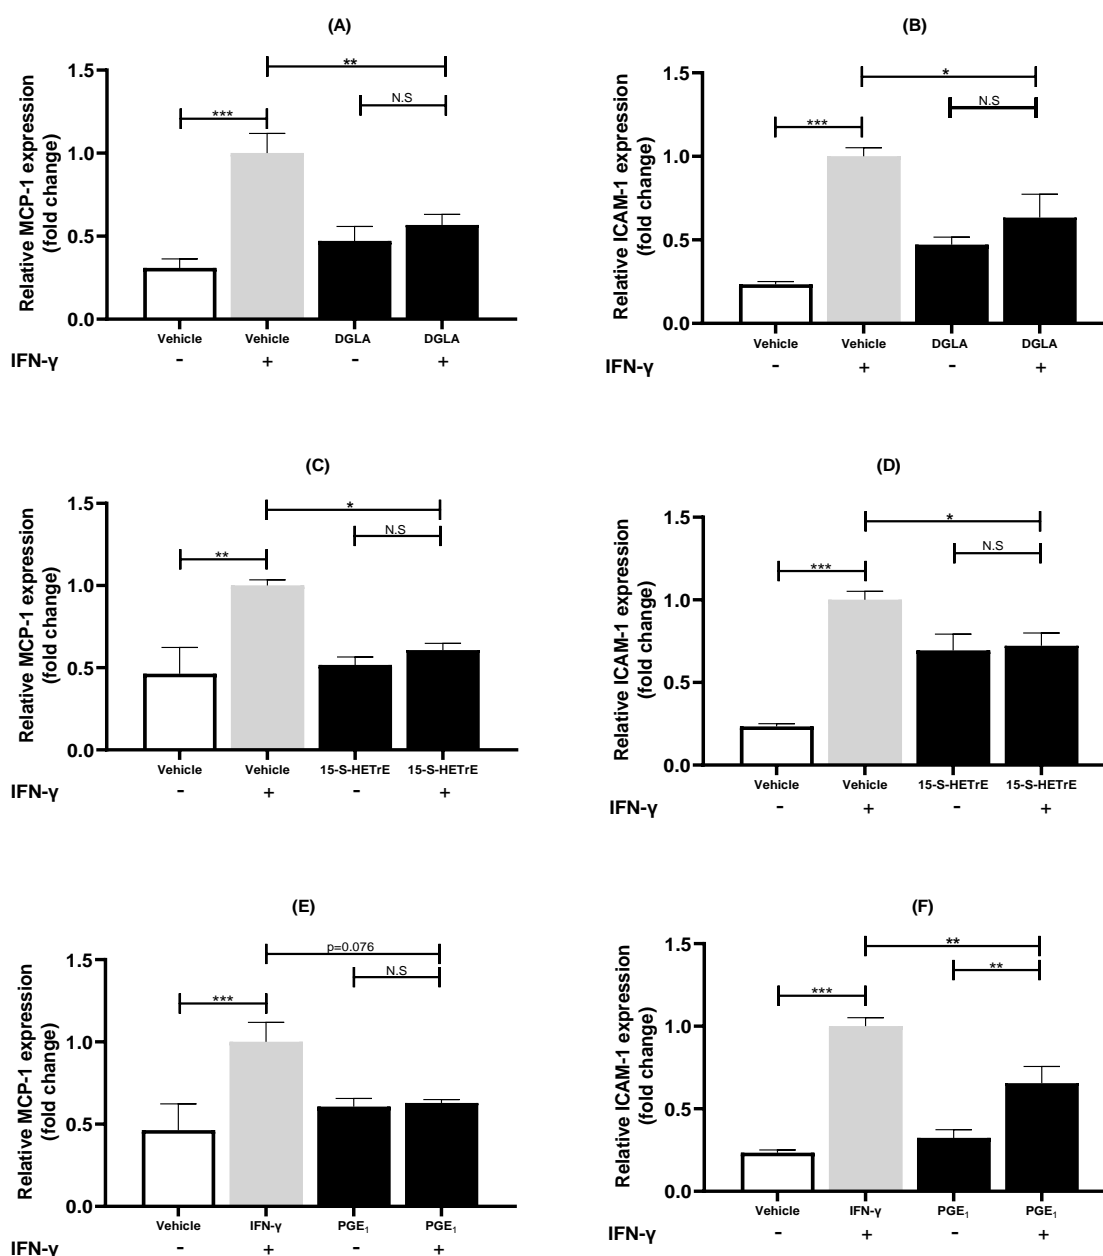 (A)
Relative MCP-1 expression
(fold change)
1.5
1.0
0.5
0.0
**
N.S
***
Vehicle Vehicle DGLA DGLA
IFN-γ - + - +
(B)
Relative ICAM-1 expression
(fold change)
1.5
1.0
0.5
0.0
*
N.S
***
Vehicle Vehicle DGLA DGLA
IFN-γ - + - +
(C)
Relative MCP-1 expression
(fold change)
1.5
1.0
0.5
0.0
*
N.S
**
Vehicle Vehicle 15-S-HETrE 15-S-HETrE
IFN-γ - + - +
(D)
Relative ICAM-1 expression
(fold change)
1.5
1.0
0.5
0.0
*
N.S
***
Vehicle Vehicle 15-S-HETrE 15-S-HETrE
IFN-γ - + - +
(E)
Relative MCP-1 expression
(fold change)
1.5
1.0
0.5
0.0
p=0.076
N.S
***
Vehicle IFN-γ PGE₁ PGE₁
IFN-γ - + - +
(F)
Relative ICAM-1 expression
(fold change)
1.5
1.0
0.5
0.0
**
**
***
Vehicle IFN-γ PGE₁ PGE₁
IFN-γ - + - +